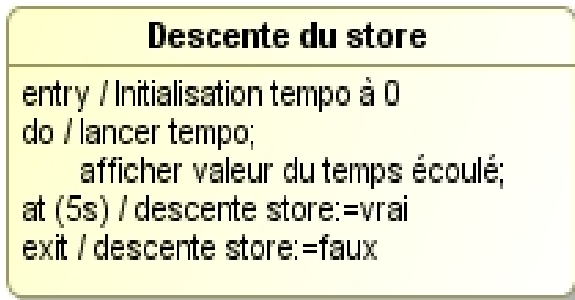 Descente du store
entry / Initialisation tempo à 0
do / lancer tempo;
afficher valeur du temps écoulé;
at (5s) / descente store:=vrai
exit / descente store:=faux